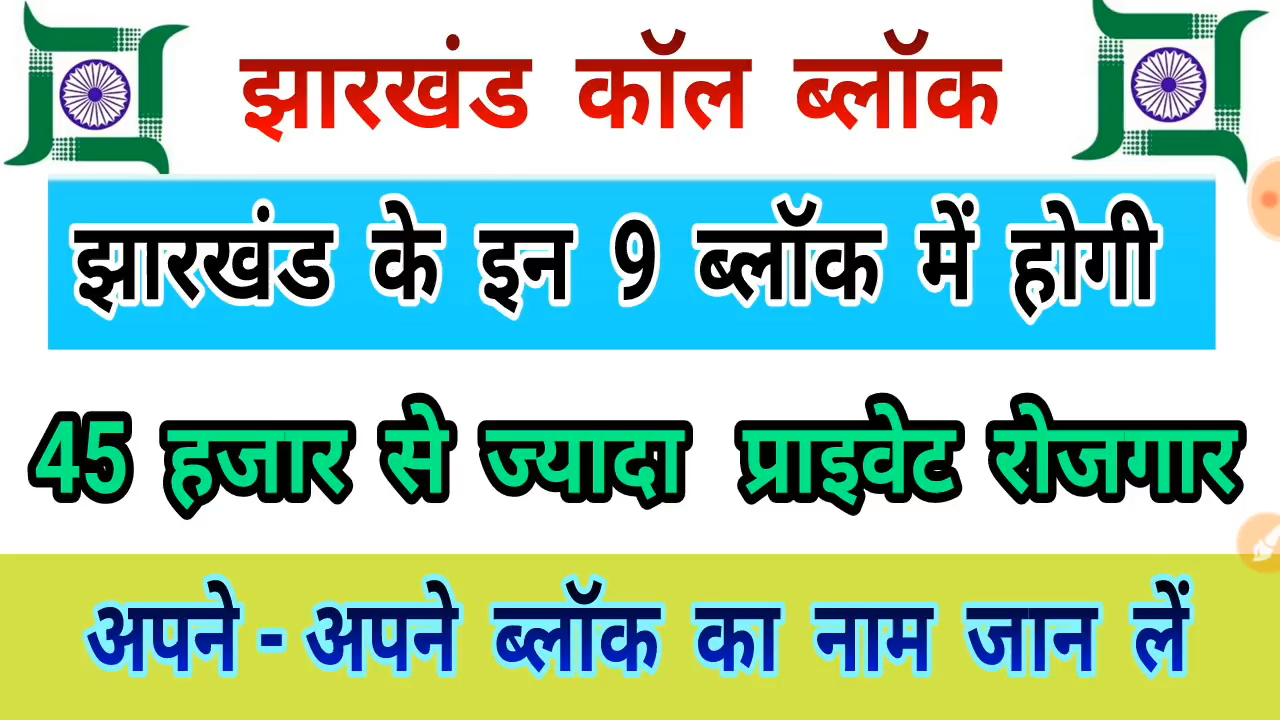 झारखंड कॉल ब्लॉक
झारखंड के इन 9 ब्लॉक में होगी
45 हजार से ज्यादा प्राइवेट रोजगार
अपने - अपने ब्लॉक का नाम जान लें